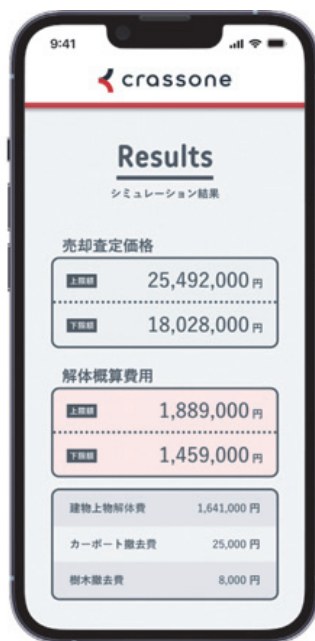 9:41
crassone
Results
シミュレーション結果
売却査定価格
上限額 25,492,000円
下限額 18,028,000円
解体概算費用
上限額 1,889,000円
下限額 1,459,000円
建物上物解体費 1,641,000 円
カーポート撤去費 25,000 円
樹木撤去費 8,000 円